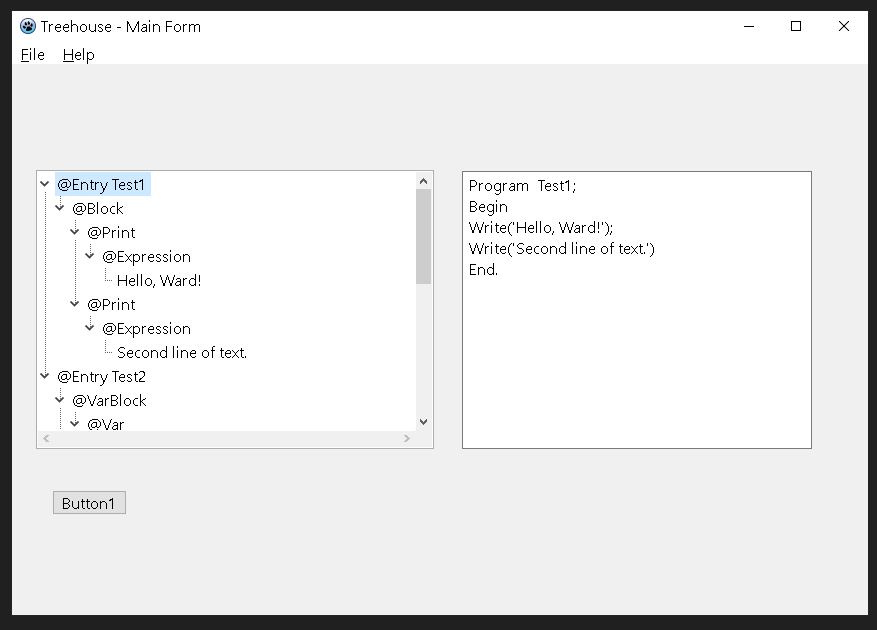 Treehouse - Main Form
File Help
@Entry Test1
@Block
@Print
@Expression
Hello, Ward!
@Print
@Expression
Second line of text.
@Entry Test2
@VarBlock
@Var
Program  Test1;
Begin
Write('Hello, Ward!');
Write('Second line of text.')
End.
Button1